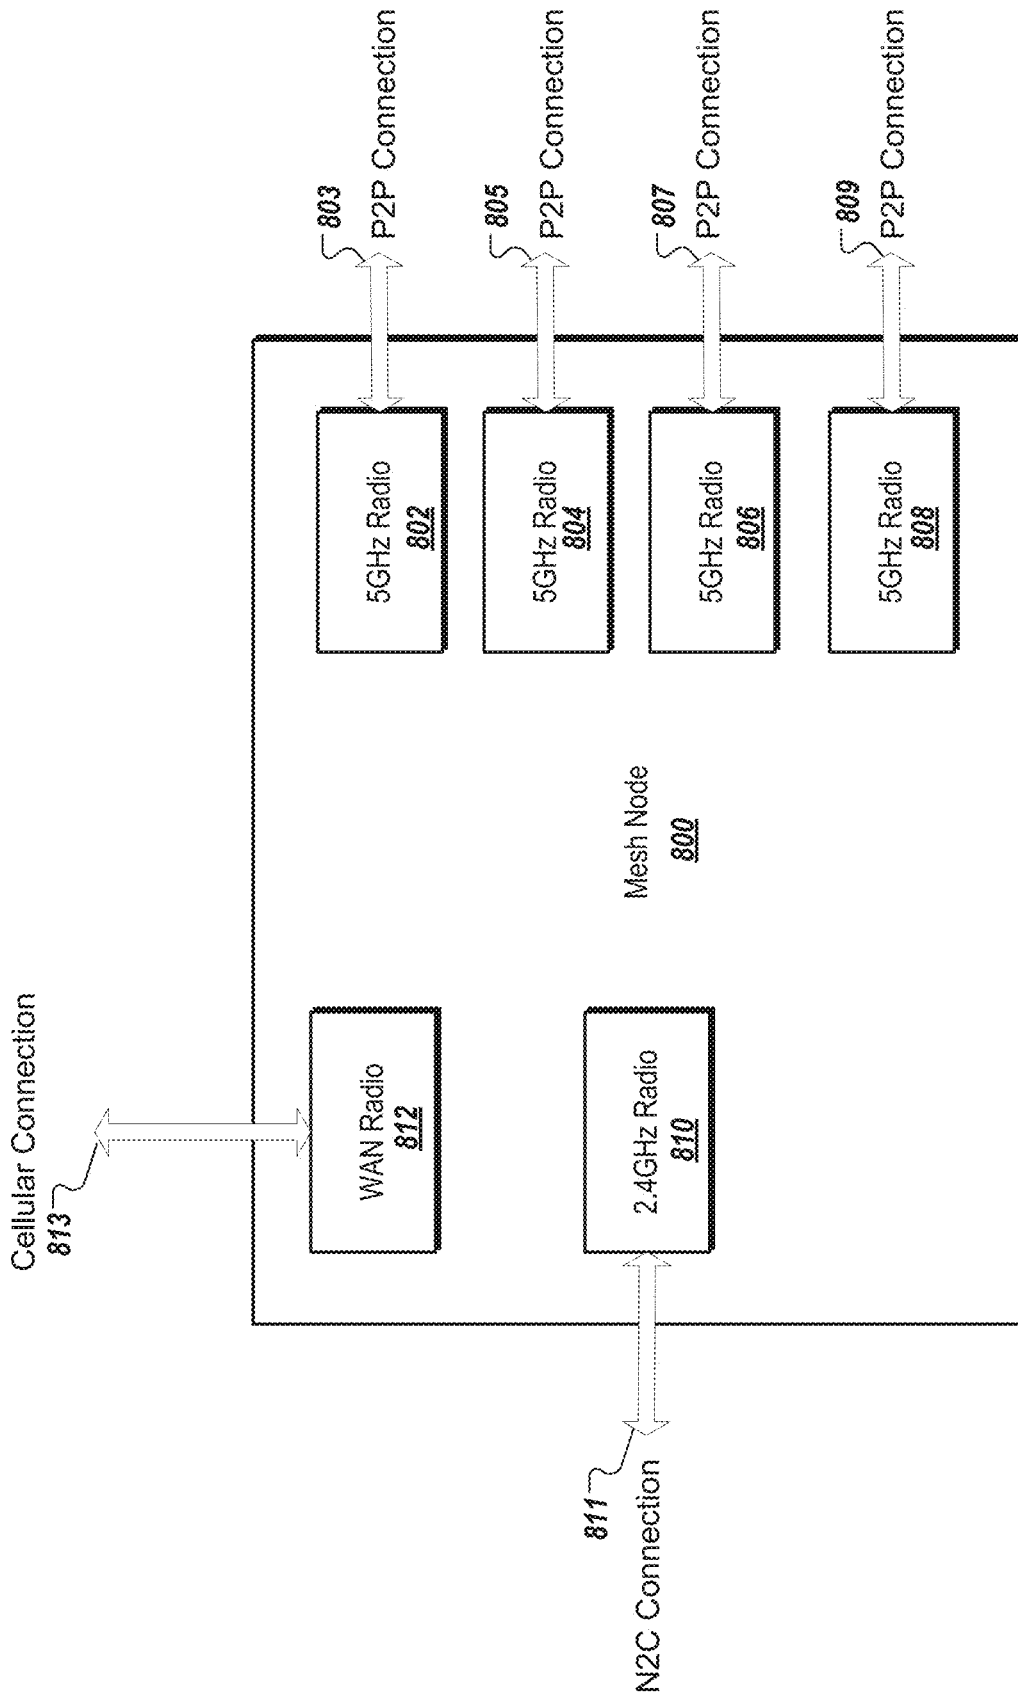 Cellular Connection
813
WAN Radio
812
5GHz Radio
802
803
P2P Connection
5GHz Radio
804
805
P2P Connection
N2C Connection
811
2.4GHz Radio
810
Mesh Node
800
5GHz Radio
806
807
P2P Connection
5GHz Radio
808
809
P2P Connection